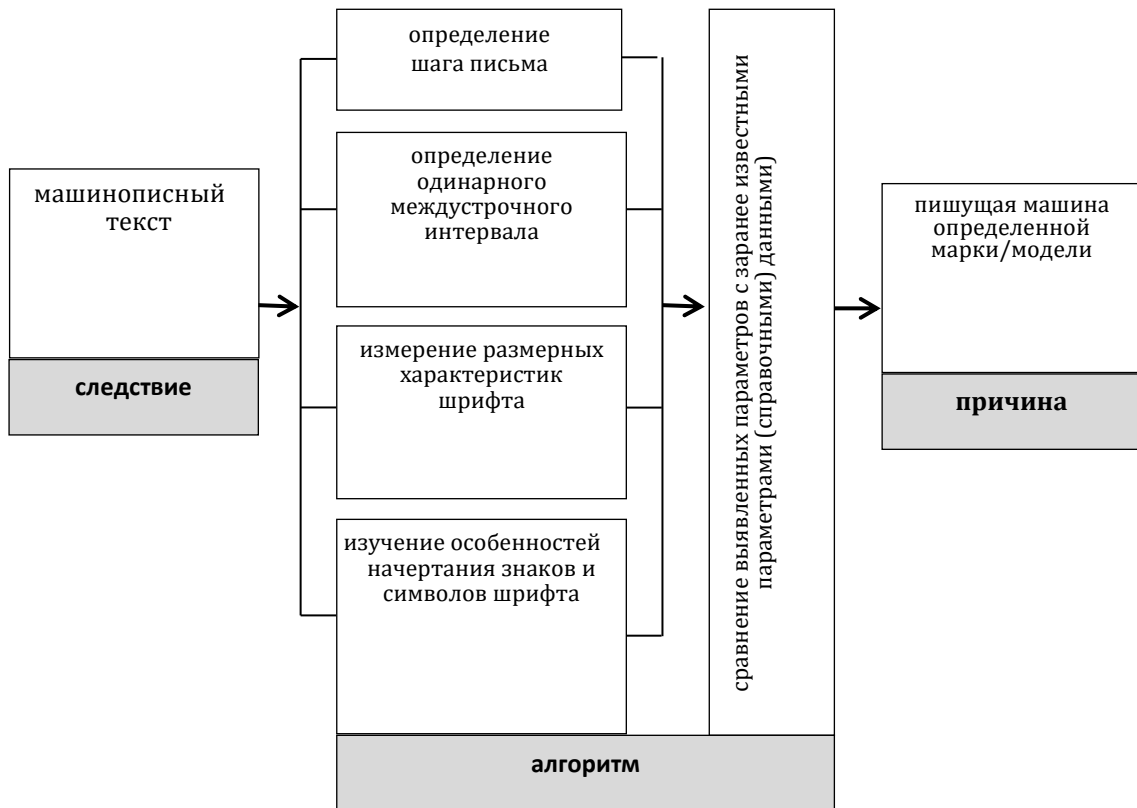 машинописный
текст
следствие
определение
шага письма
определение
одинарного
междустрочного
интервала
измерение размерных
характеристик
шрифта
изучение особенностей
начертания знаков и
символов шрифта
сравнение выявленных параметров с заранее известными
параметрами (справочными) данными)
алгоритм
пишущая машина
определенной
марки/модели
причина